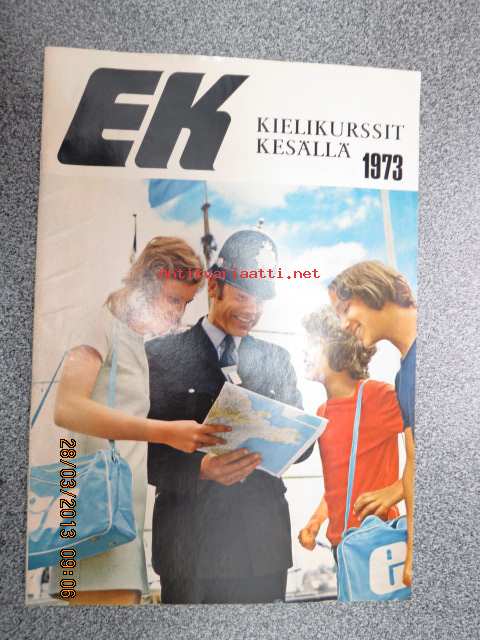 EK
KIELIKURSSIT
KESÄLLÄ
1973
antikvariaatti.net
e
28/03/2013 09:06